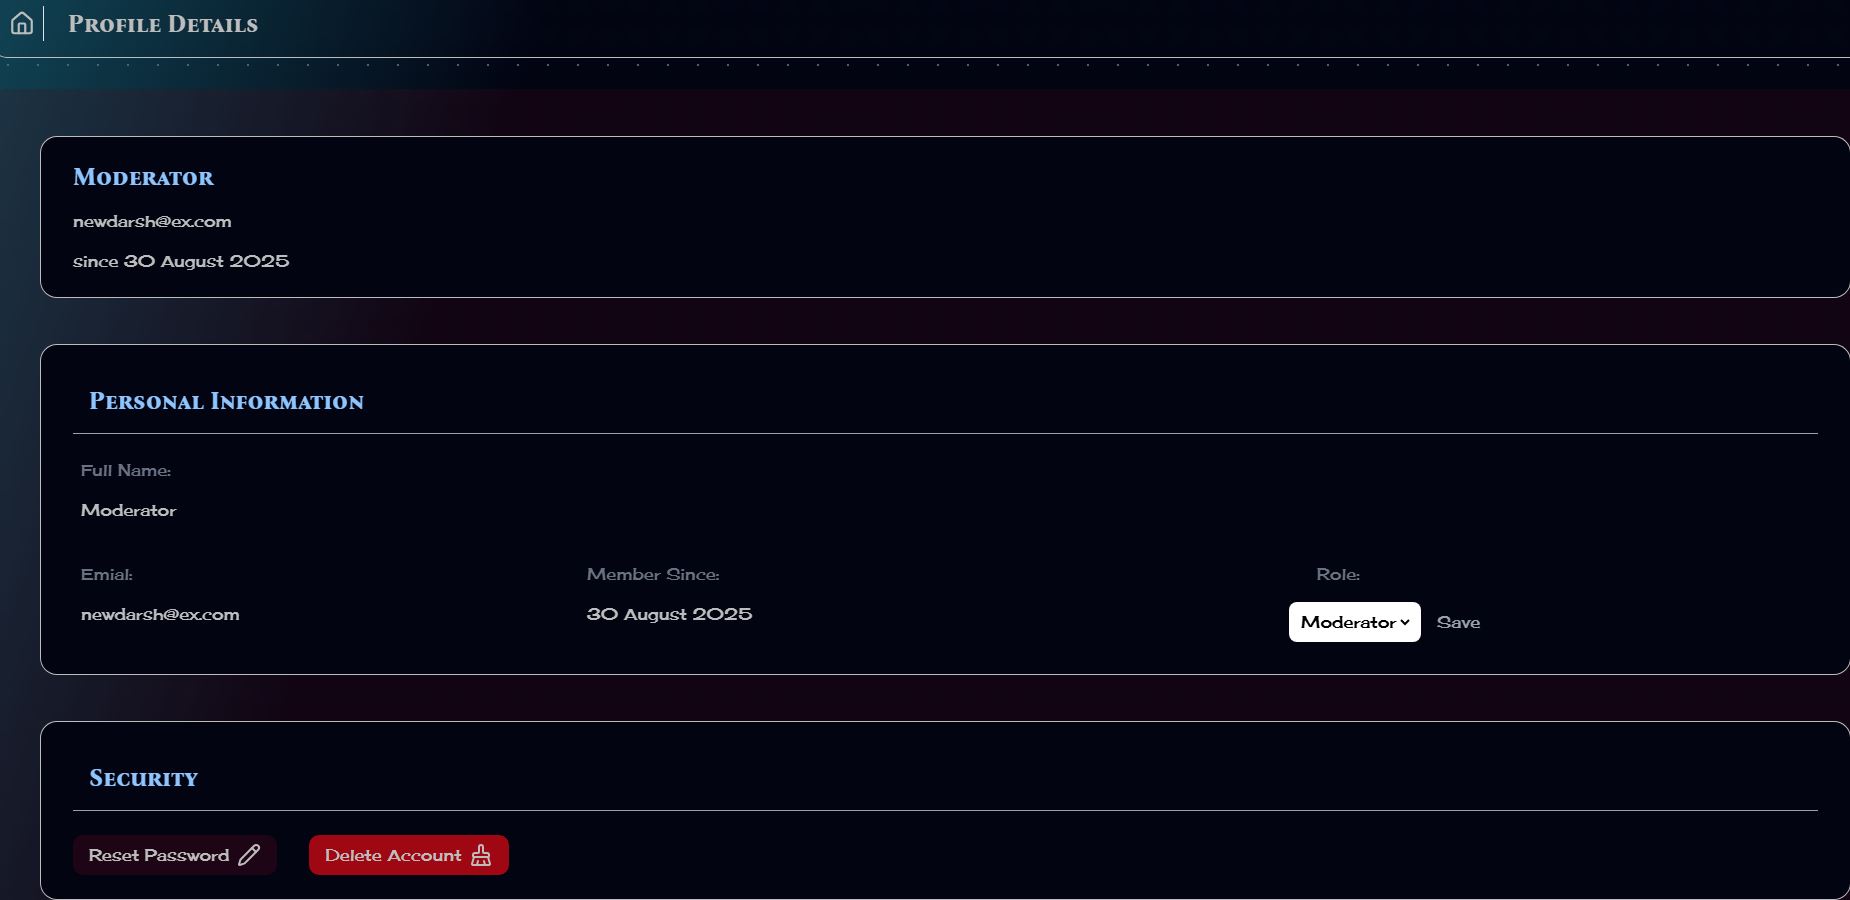 Profile Details
Moderator
newdarsh@ex.com
since 30 August 2025
Personal Information
Full Name:
Moderator
Emial: Member Since: Role:
newdarsh@ex.com 30 August 2025 Moderator Save
Security
Reset Password Delete Account